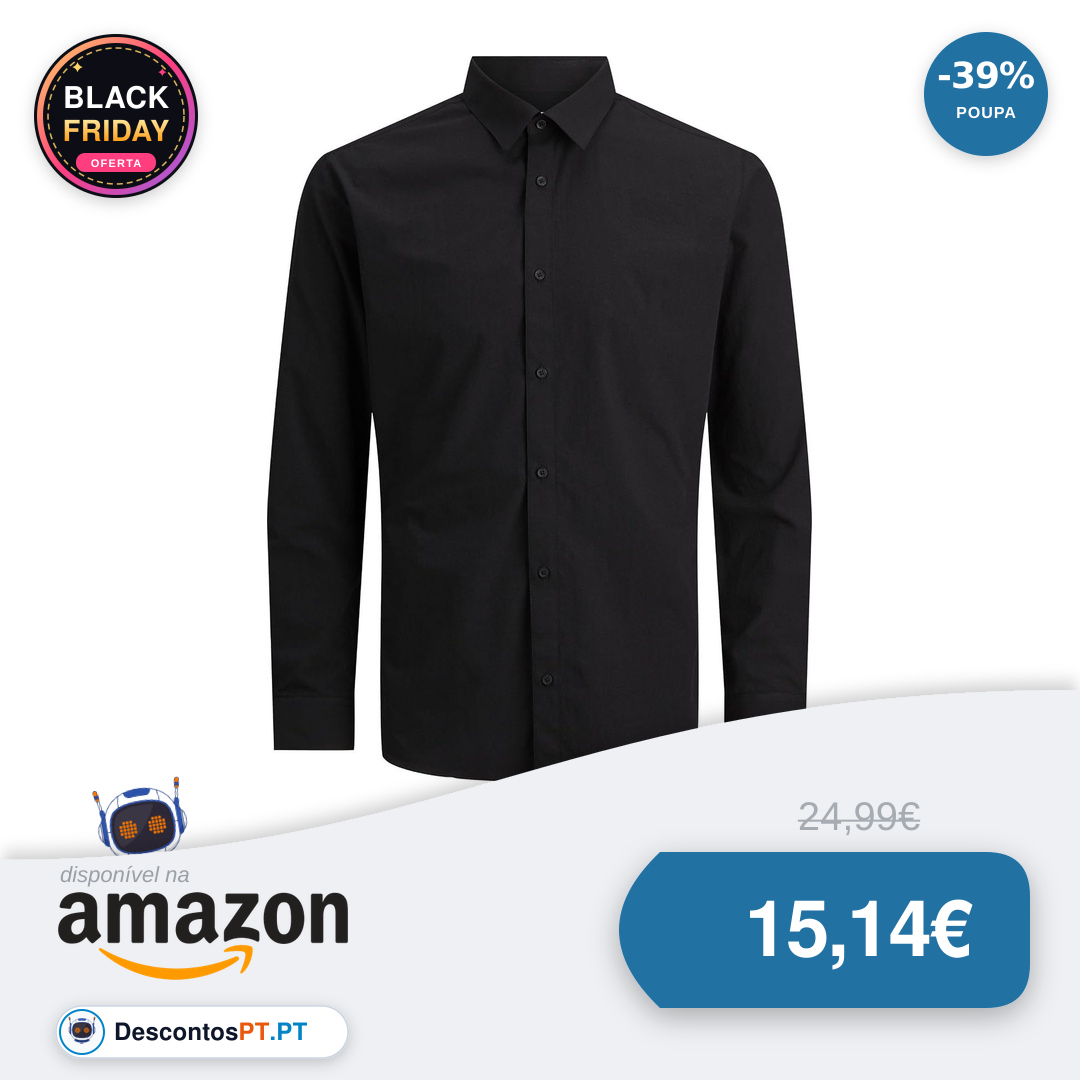 BLACK
FRIDAY
OFERTA
-39%
POUPA
24,99€
15,14€
disponível na
amazon
DescontosPT.PT